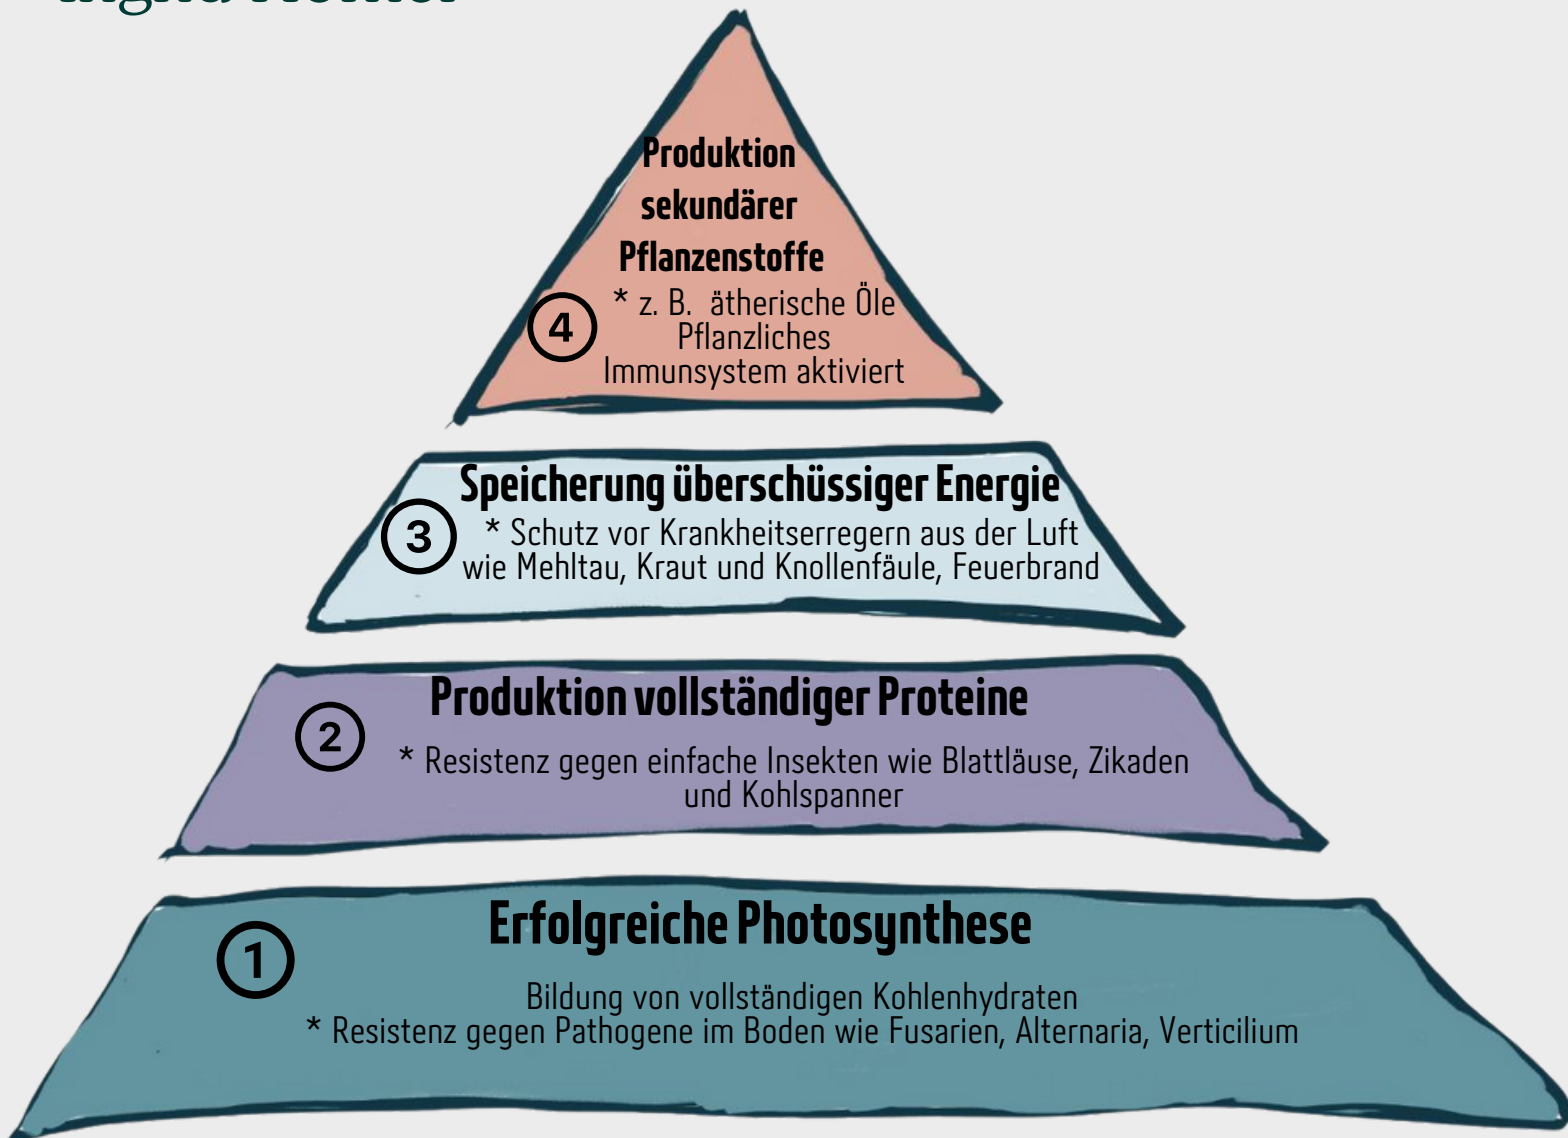 Produktion
sekundärer
Pflanzenstoffe
* z. B. ätherische Öle
Pflanzliches
Immunsystem aktiviert
4
Speicherung überschüssiger Energie
* Schutz vor Krankheitserregern aus der Luft
wie Mehltau, Kraut und Knollenfäule, Feuerbrand
3
Produktion vollständiger Proteine
* Resistenz gegen einfache Insekten wie Blattläuse, Zikaden
und Kohlspanner
2
Erfolgreiche Photosynthese
1
Bildung von vollständigen Kohlenhydraten
* Resistenz gegen Pathogene im Boden wie Fusarien, Alternaria, Verticilium